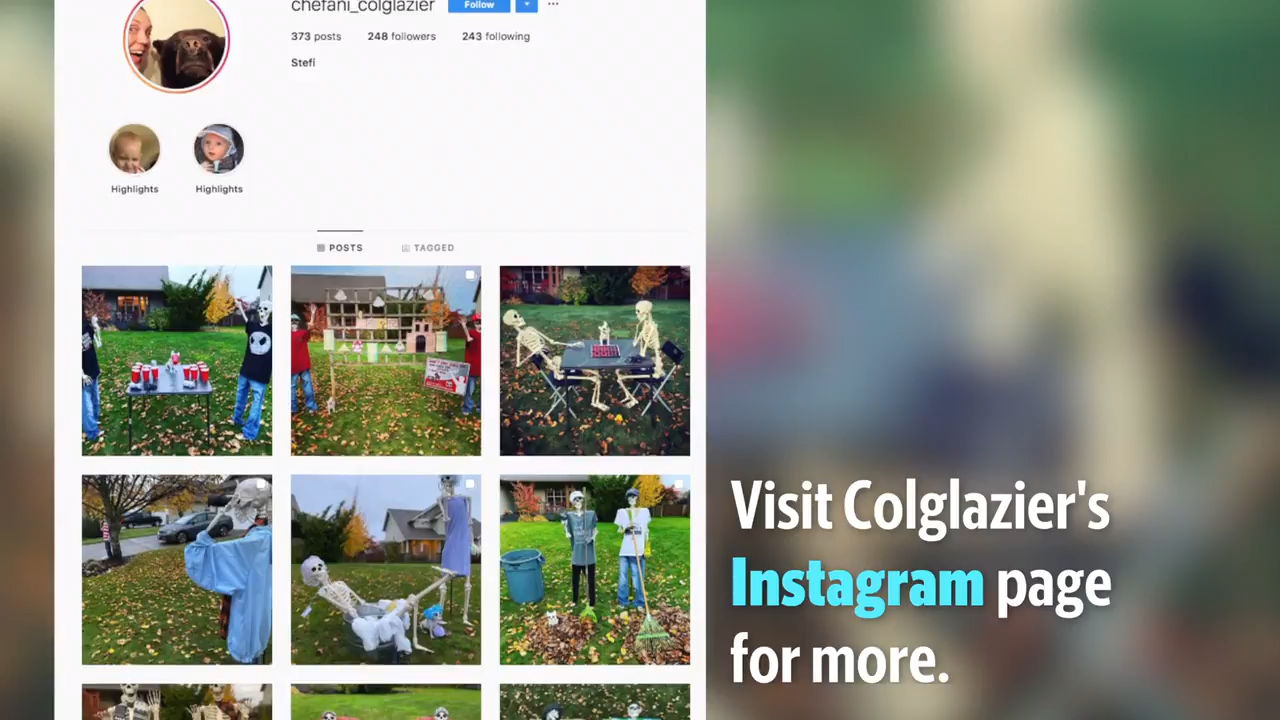 chefani_colglazier Follow
373 posts 248 followers 243 following
Stefi
Highlights Highlights
POSTS TAGGED
Visit Colglazier's
Instagram page
for more.